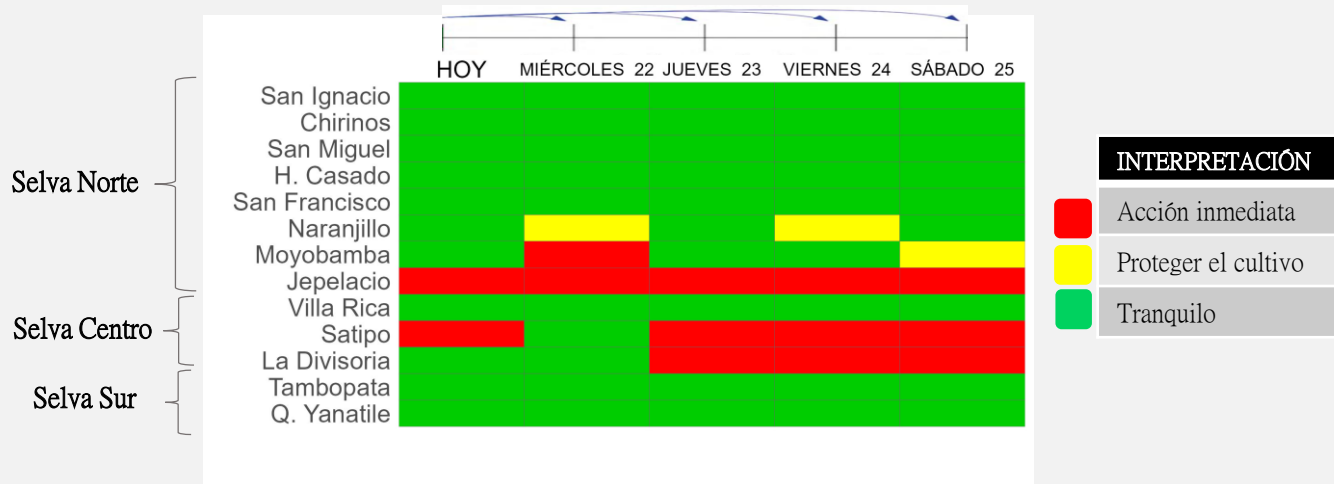 HOY MIÉRCOLES 22 JUEVES 23 VIERNES 24 SÁBADO 25
Selva Norte
San Ignacio
Chirinos
San Miguel
H. Casado
San Francisco
Naranjillo
Moyobamba
Jepelacio
Selva Centro
Villa Rica
Satipo
La Divisoria
Selva Sur
Tambopata
Q. Yanatile
INTERPRETACIÓN
Acción inmediata
Proteger el cultivo
Tranquilo